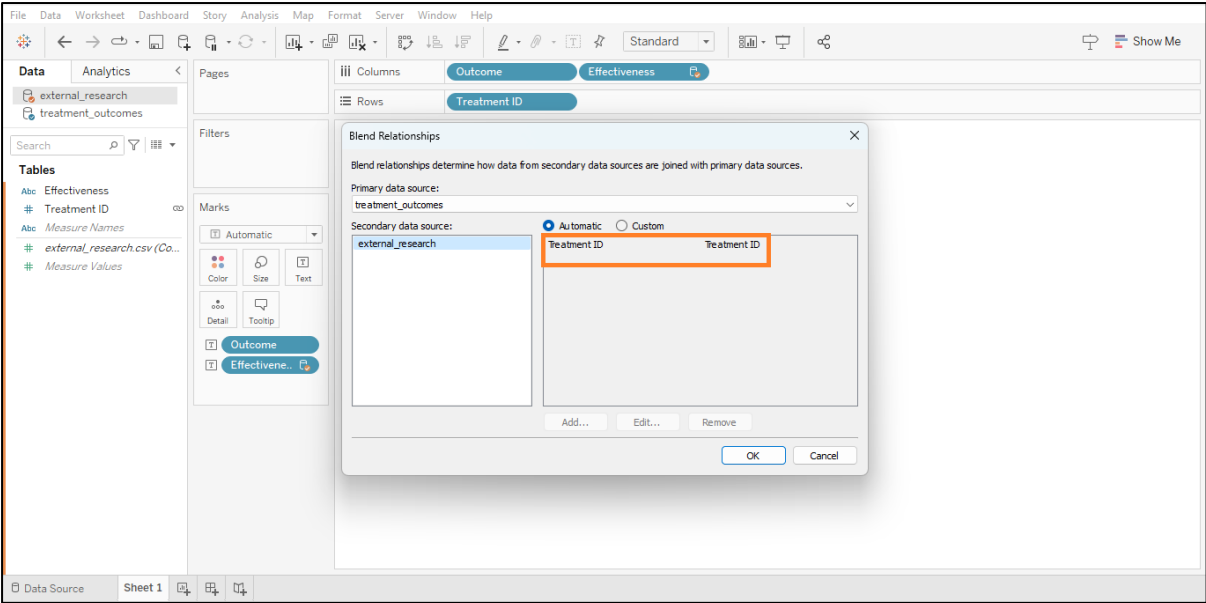 File Data Worksheet Dashboard Story Analysis Map Format Server Window Help
Standard
Show Me
Data Analytics
external_research
treatment_outcomes
Search
Tables
Abc Effectiveness
# Treatment ID
Abc Measure Names
# external_research.csv (Co...
# Measure Values
Pages
Filters
Marks
T Automatic
Color Size Text
Detail Tooltip
T Outcome
T Effectivene..
Columns Outcome Effectiveness
Rows Treatment ID
Blend Relationships
Blend relationships determine how data from secondary data sources are joined with primary data sources.
Primary data source:
treatment_outcomes
Secondary data source: Automatic Custom
external_research
Treatment ID Treatment ID
Add... Edit... Remove
OK Cancel
Data Source Sheet 1